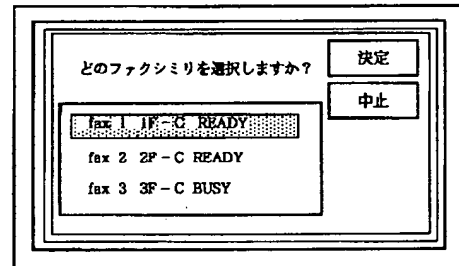 どのファクシミリを選択しますか?
決定
中止
fax 1 1F-C READY
fax 2 2F-C READY
fax 3 3F-C BUSY